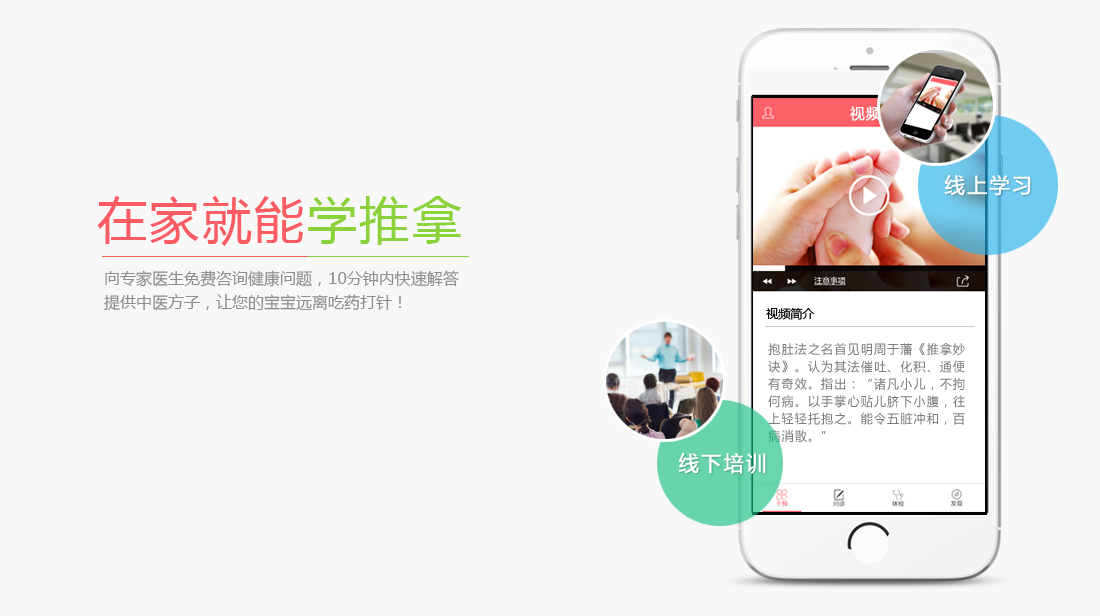 在家就能学推拿
向专家医生免费咨询健康问题，10分钟内快速解答
提供中医方子，让您的宝宝远离吃药打针！
视频
线上学习
注意事项
视频简介
抱肚法之名首见明周于藩《推拿妙
诀》。认为其法催吐、化积、通便
有奇效。指出：“诸凡小儿，不拘
何病。以手掌心贴儿脐下小腹，往
上轻轻托抱之。能令五脏冲和，百
病消散。”
线下培训
问诊
体检
发现